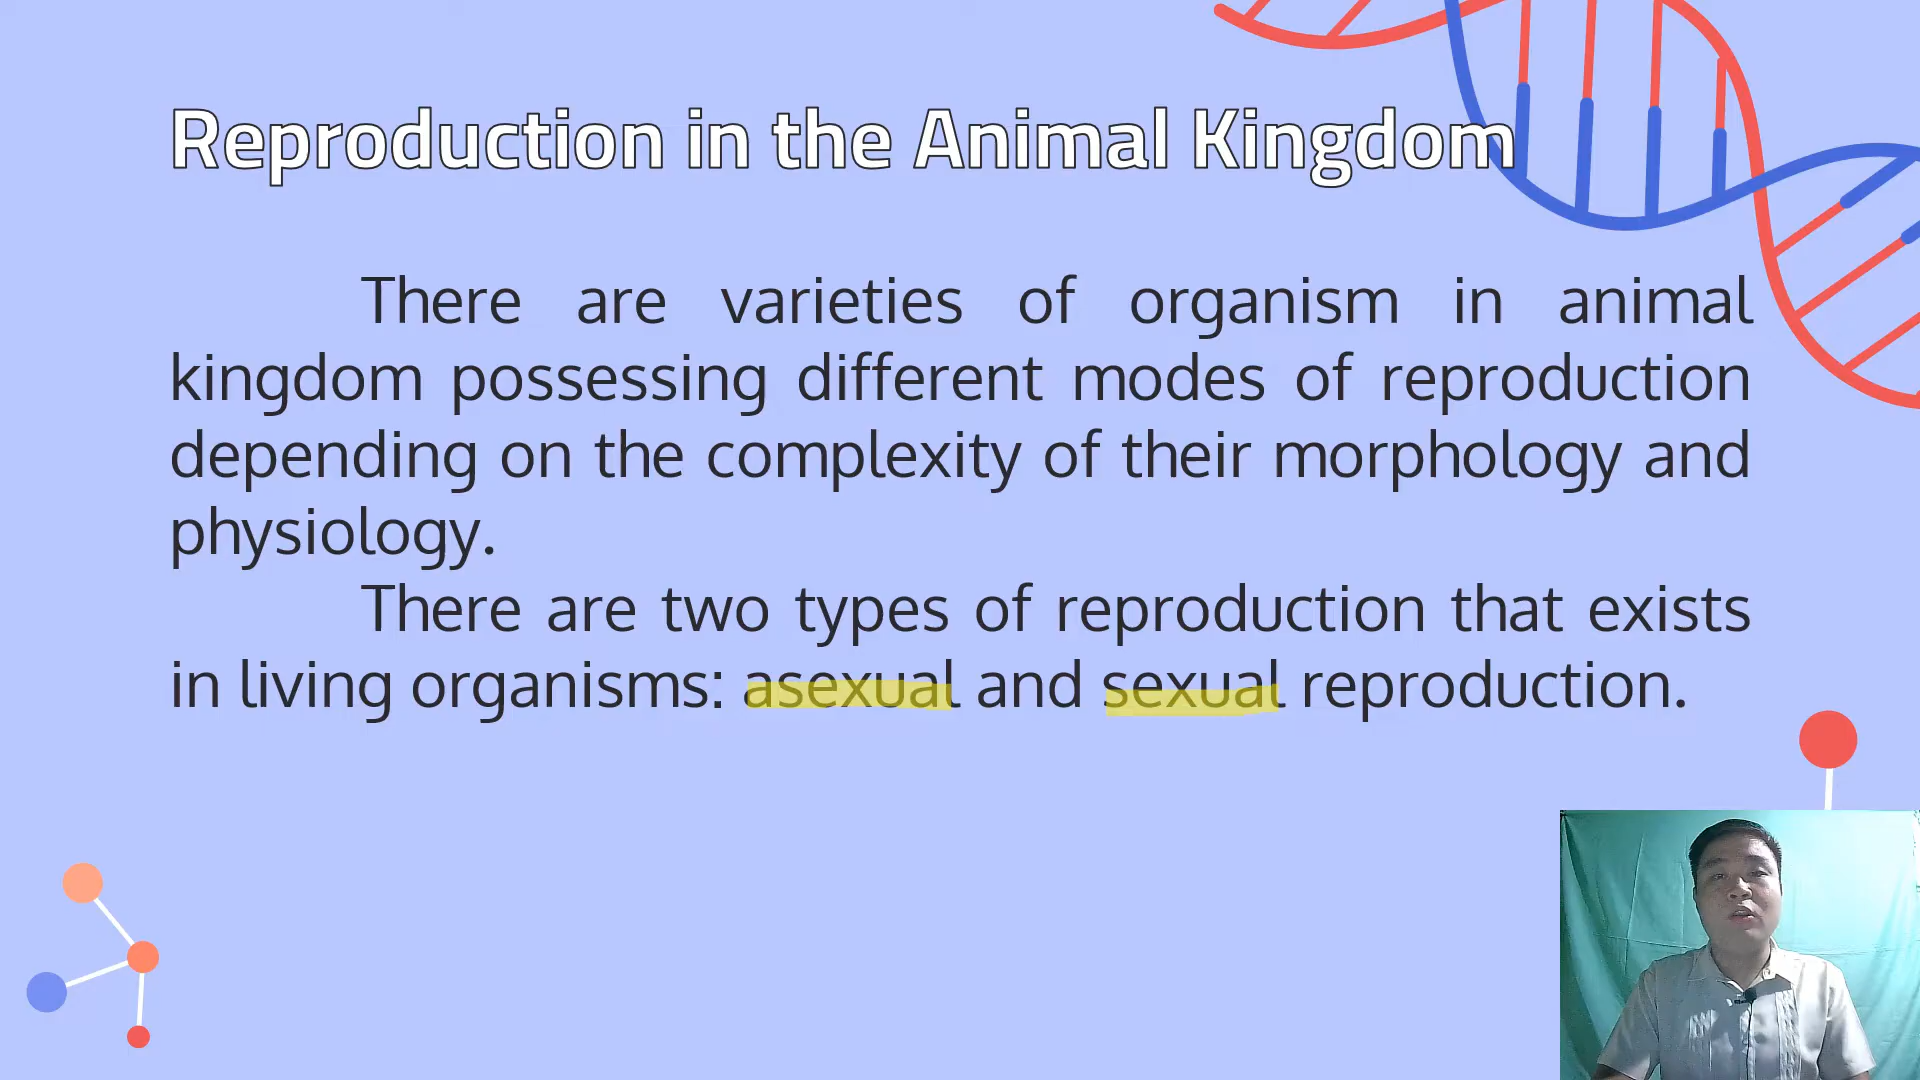 Reproduction in the Animal Kingdom
There are varieties of organism in animal
kingdom possessing different modes of reproduction
depending on the complexity of their morphology and
physiology.
There are two types of reproduction that exists
in living organisms: asexual and sexual reproduction.